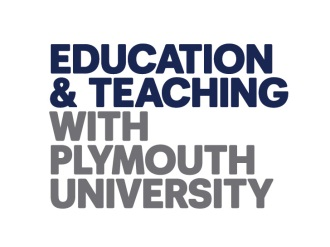 EDUCATION
& TEACHING
WITH
PLYMOUTH
UNIVERSITY